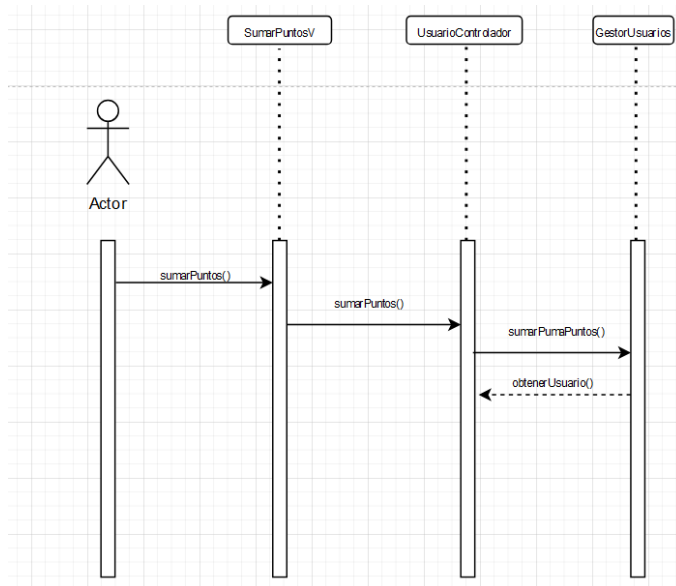 SumarPuntosV
UsuarioControlador
GestorUsuarios
Actor
sumarPuntos()
sumarPuntos()
sumarPumaPuntos()
obtenerUsuario()